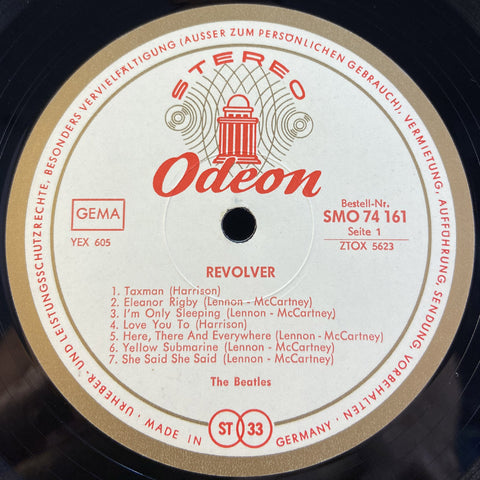 URHEBER- UND LEISTUNGSSCHUTZRECHTE, BESONDERS VERVIELFÄLTIGUNG (AUSSER ZUM PERSÖNLICHEN GEBRAUCH), VERMIETUNG, AUFFÜHRUNG, SENDUNG VORBEHALTEN ·
STEREO
Odeon
GEMA
YEX 605
Bestell-Nr.
SMO 74 161
Seite 1
ZTOX 5623
REVOLVER
1. Taxman (Harrison)
2. Eleanor Rigby (Lennon - McCartney)
3. I'm Only Sleeping (Lennon - McCartney)
4. Love You To (Harrison)
5. Here, There And Everywhere (Lennon - McCartney)
6. Yellow Submarine (Lennon - McCartney)
7. She Said She Said (Lennon - McCartney)
The Beatles
MADE IN
ST 33
GERMANY ·